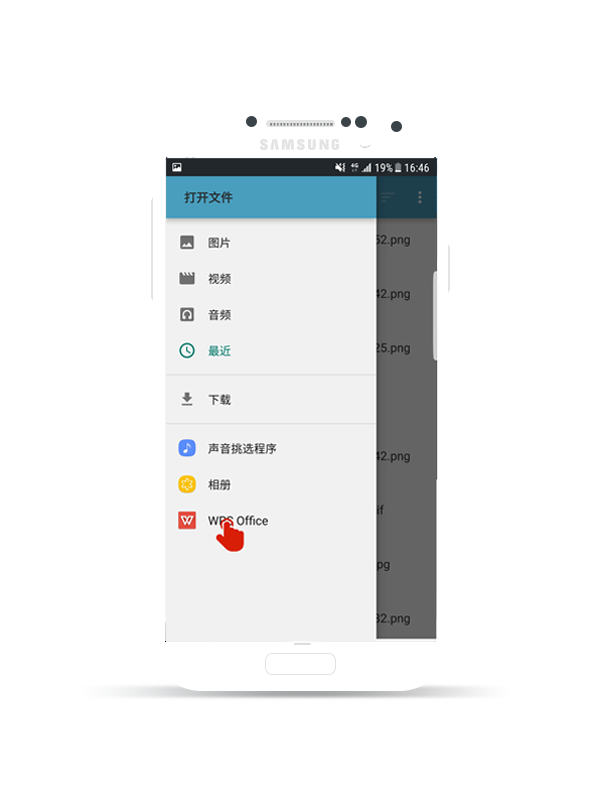 SAMSUNG
4G 19% 16:46
打开文件
图片
52.png
视频
42.png
音频
25.png
最近
下载
42.png
声音挑选程序
相册
if
WPS Office
pg
32.png